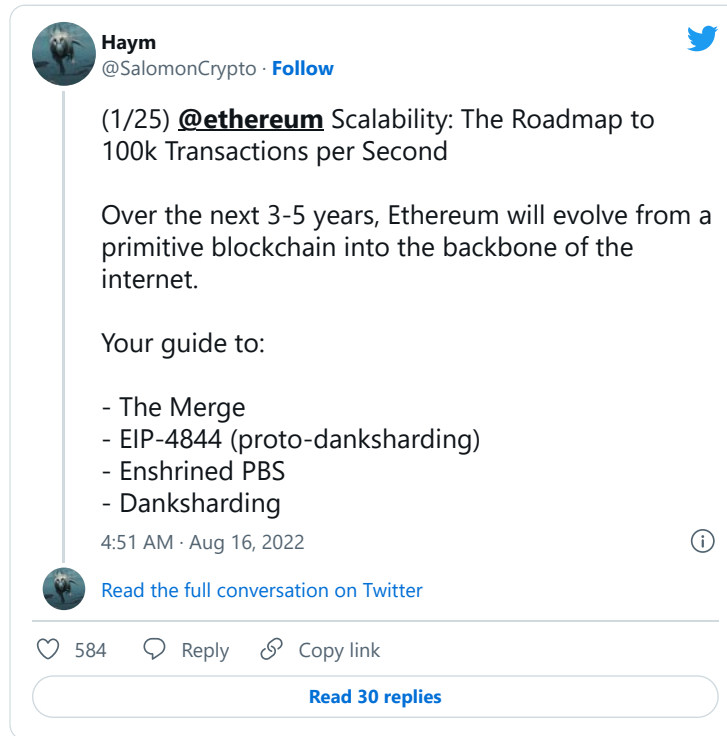 Haym
@SalomonCrypto · Follow
(1/25) @ethereum Scalability: The Roadmap to
100k Transactions per Second
Over the next 3-5 years, Ethereum will evolve from a
primitive blockchain into the backbone of the
internet.
Your guide to:
- The Merge
- EIP-4844 (proto-danksharding)
- Enshrined PBS
- Danksharding
4:51 AM · Aug 16, 2022
Read the full conversation on Twitter
584 Reply Copy link
Read 30 replies